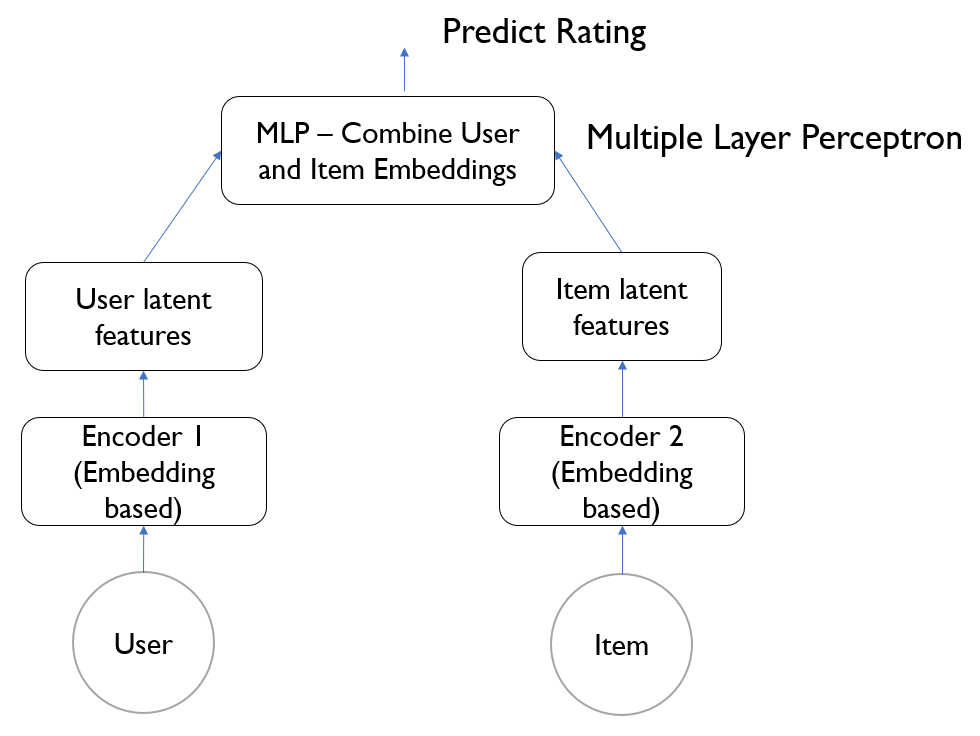 Predict Rating
MLP – Combine User
and Item Embeddings
Multiple Layer Perceptron
User latent
features
Item latent
features
Encoder 1
(Embedding
based)
Encoder 2
(Embedding
based)
User
Item